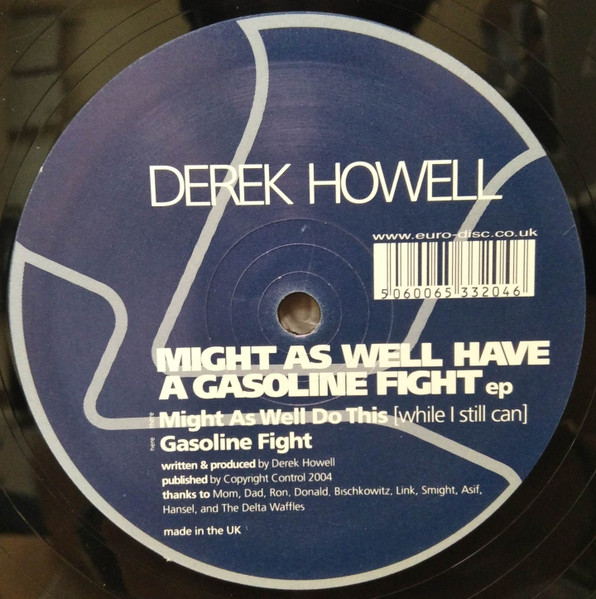 DEREK HOWELL
www.euro-disc.co.uk
5 060065 332046
MIGHT AS WELL HAVE
A GASOLINE FIGHT ep
here Might As Well Do This [while I still can]
here Gasoline Fight
written & produced by Derek Howell
published by Copyright Control 2004
thanks to Mom, Dad, Ron, Donald, Bischkowitz, Link, Smight, Asif,
Hansel, and The Delta Waffles
made in the UK